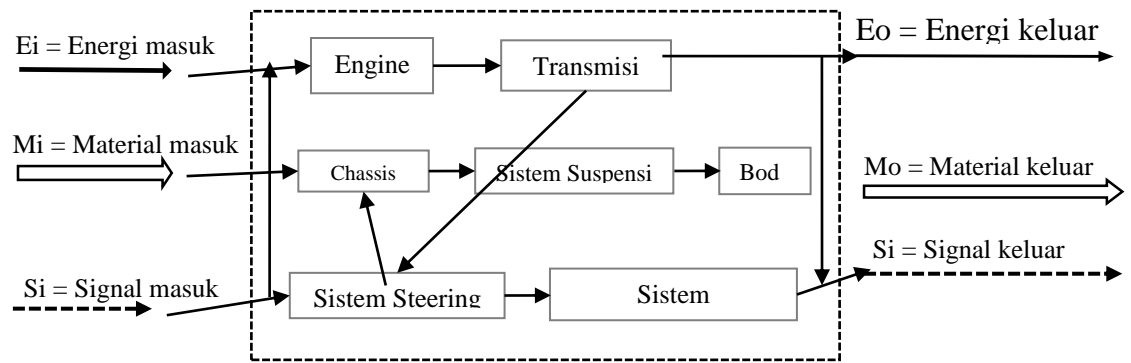 Ei = Energi masuk
Engine
Transmisi
Eo = Energi keluar
Mi = Material masuk
Chassis
Sistem Suspensi
Bod
Mo = Material keluar
Si = Signal masuk
Sistem Steering
Sistem
Si = Signal keluar